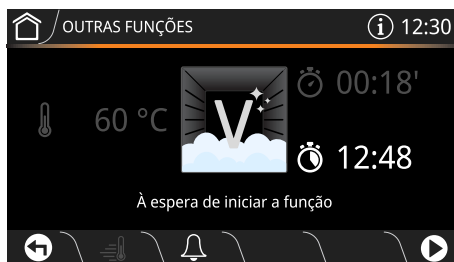 OUTRAS FUNÇÕES
i 12:30
00:18'
60 °C
V
12:48
À espera de iniciar a função